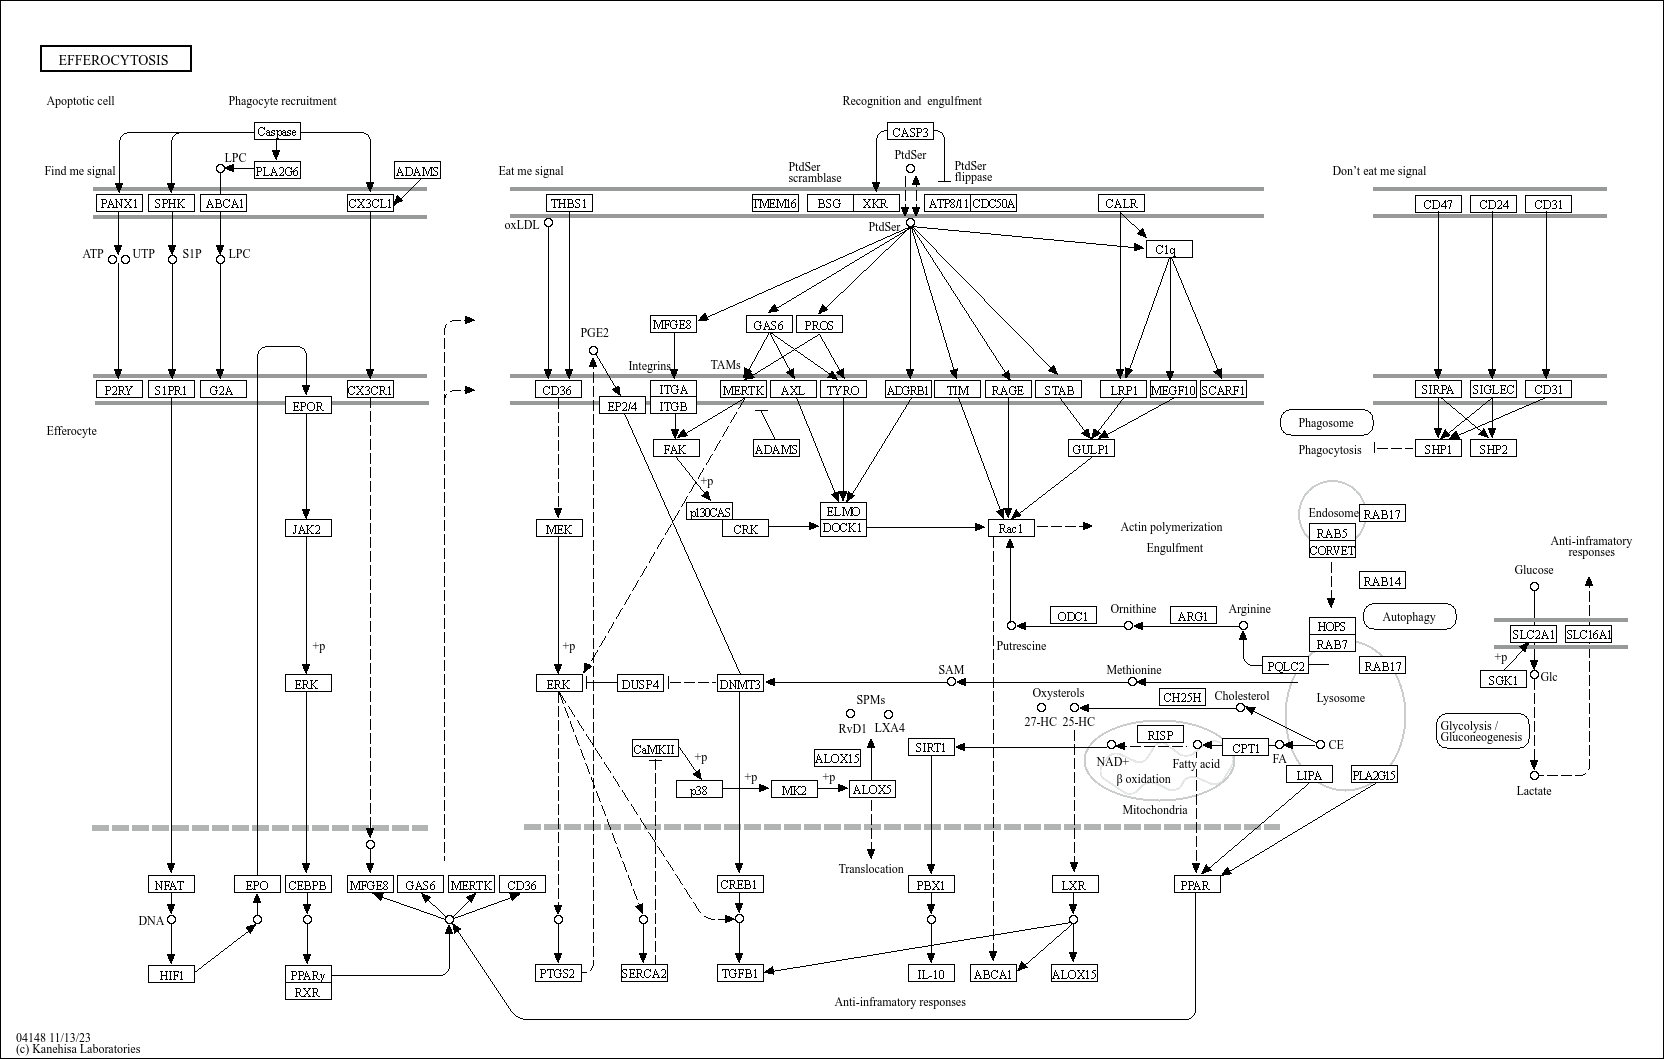 EFFEROCYTOSIS
Apoptotic cell
Phagocyte recruitment
Recognition and engulfment
Caspase
CASP3
LPC
PtdSer
Find me signal
PLA2G6
ADAMS
Eat me signal
PtdSer
scramblase
PtdSer
flippase
Don't eat me signal
PANX1
SPHK
ABCA1
CX3CL1
THBS1
TMEM16
BSG
XKR
ATP8/11
CDC50A
CALR
CD47
CD24
CD31
oxLDL
PtdSer
ATP
UTP
S1P
LPC
C1q
PGE2
MFGE8
GAS6
PROS
Integrins
TAMs
P2RY
S1PR1
G2A
CX3CR1
CD36
ITGA
MERTK
AXL
TYRO
ADGRB1
TIM
RAGE
STAB
LRP1
MEGF10
SCARF1
SIRPA
SIGLEC
CD31
EPOR
EP2/4
ITGB
Efferocyte
Phagosome
FAK
ADAMS
GULP1
Phagocytosis
SHP1
SHP2
+p
p130CAS
ELMO
Endosome
RAB17
JAK2
MEK
CRK
DOCK1
Rac1
Actin polymerization
Engulfment
RAB5
CORVET
Anti-inframatory
responses
Glucose
RAB14
ODC1
Ornithine
ARG1
Arginine
Autophagy
HOPS
RAB7
SLC2A1
SLC16A1
+p
+p
Putrescine
+p
PQLC2
RAB17
SGK1
Glc
ERK
ERK
DUSP4
DNMT3
SAM
Methionine
Oxysterols
CH25H
Cholesterol
Lysosome
SPMs
RvD1
LXA4
27-HC
25-HC
Glycolysis /
Gluconeogenesis
CaMKII
+p
ALOX15
SIRT1
RISP
CPT1
CE
NAD+
Fatty acid
FA
β oxidation
LIPA
PLA2G15
p38
+p
MK2
+p
ALOX5
Lactate
Mitochondria
Translocation
NFAT
EPO
CEBPB
MFGE8
GAS6
MERTK
CD36
CREB1
PBX1
LXR
PPAR
DNA
HIF1
PPARγ
RXR
PTGS2
SERCA2
TGFB1
IL-10
ABCA1
ALOX15
Anti-inframatory responses
04148 11/13/23
(c) Kanehisa Laboratories